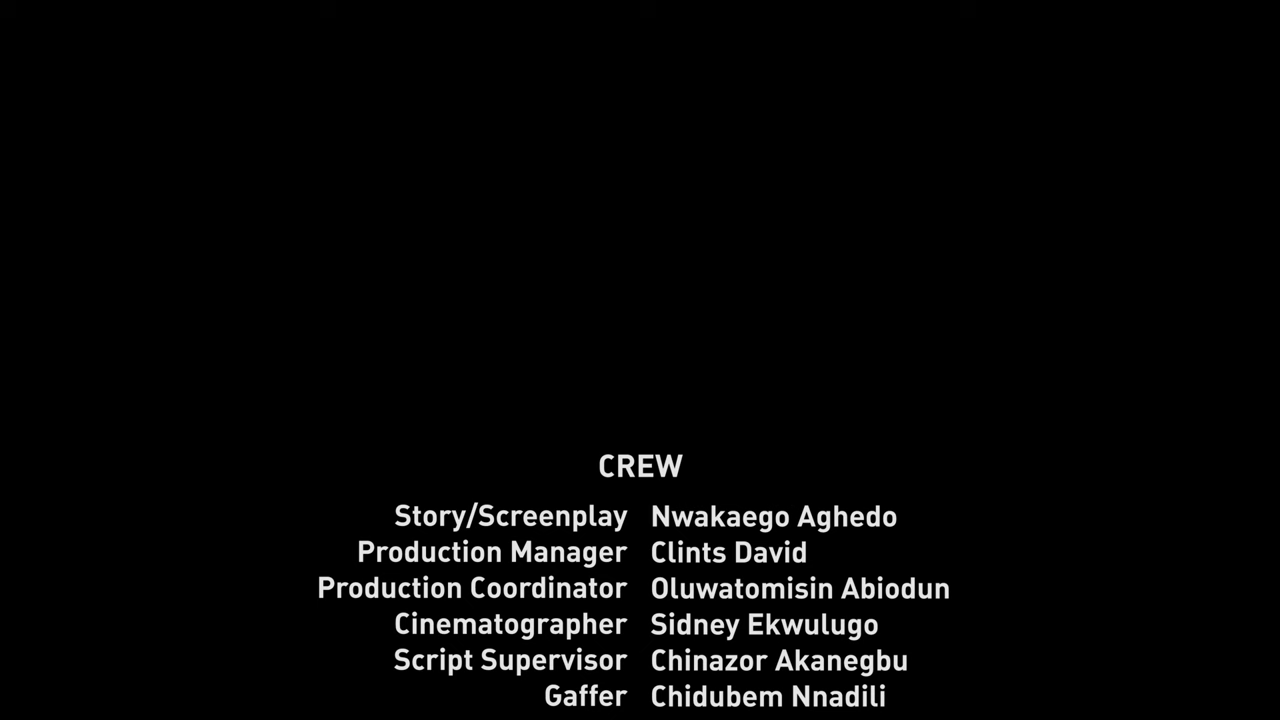 CREW
Story/Screenplay Nwakaego Aghedo
Production Manager Clints David
Production Coordinator Oluwatomisin Abiodun
Cinematographer Sidney Ekwulugo
Script Supervisor Chinazor Akanegbu
Gaffer Chidubem Nnadili